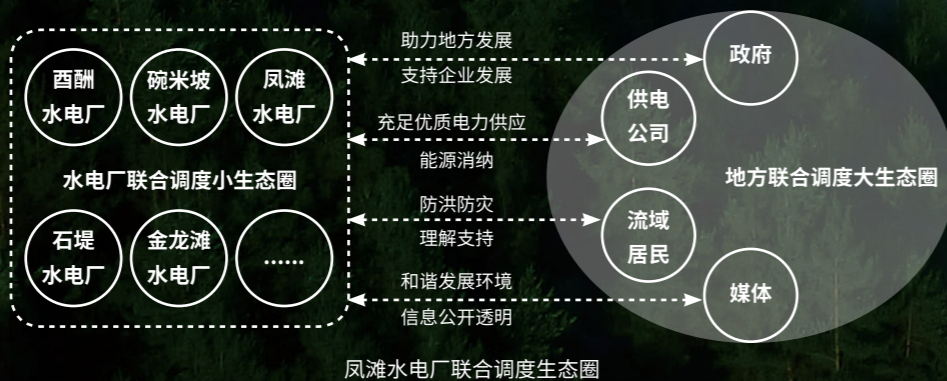 酉酬
水电厂
碗米坡
水电厂
凤滩
水电厂
水电厂联合调度小生态圈
石堤
水电厂
金龙滩
水电厂
……
助力地方发展
支持企业发展
充足优质电力供应
能源消纳
防洪防灾
理解支持
和谐发展环境
信息公开透明
政府
供电
公司
地方联合调度大生态圈
流域
居民
媒体
凤滩水电厂联合调度生态圈